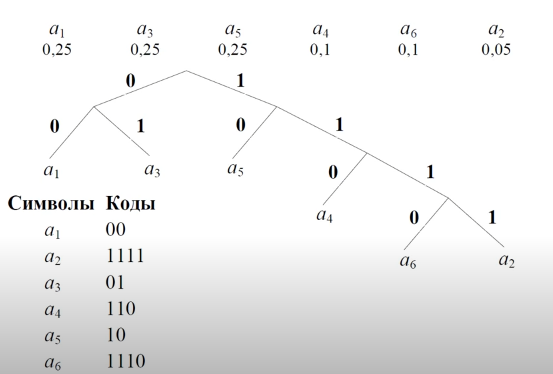 a1 a3 a5 a4 a6 a2
0,25 0,25 0,25 0,1 0,1 0,05
0 1
0 1 0 1
a1 a3 a5 0 1
a4 0 1
a6 a2
Символы Коды
a1 00
a2 1111
a3 01
a4 110
a5 10
a6 1110